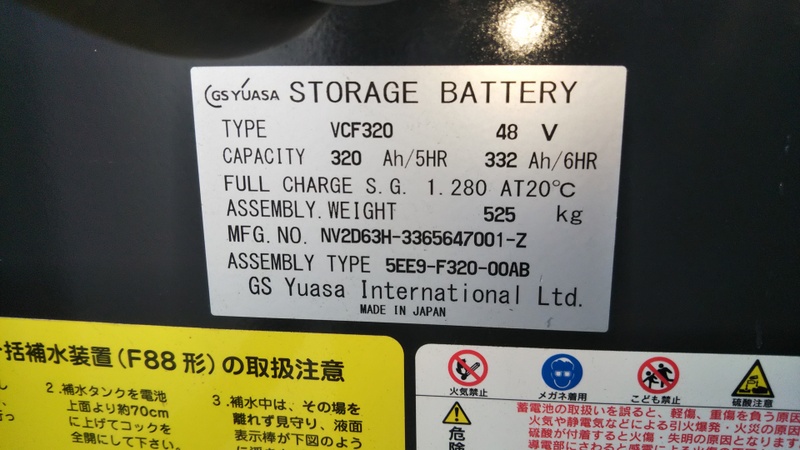 GS YUASA STORAGE BATTERY
TYPE VCF320 48 V
CAPACITY 320 Ah/5HR 332 Ah/6HR
FULL CHARGE S.G. 1.280 AT20℃
ASSEMBLY.WEIGHT 525 kg
MFG.NO. NV2D63H-3365647001-Z
ASSEMBLY TYPE 5EE9-F320-00AB
GS Yuasa International Ltd.
MADE IN JAPAN
括補水装置(F88形)の取扱注意
2.補水タンクを電池
上面より約70cm
に上げてコックを
全開にして下さい。
3.補水中は、その場を
離れず見守り、液面
表示棒が下図のよう
火気禁止
メガネ着用
こども禁止
硫酸注意
危険
蓄電池の取扱いを誤ると、軽傷、重傷を負う原因
火気や静電気などによる引火爆発・火災の原因
硫酸が付着すると火傷・失明の原因となります